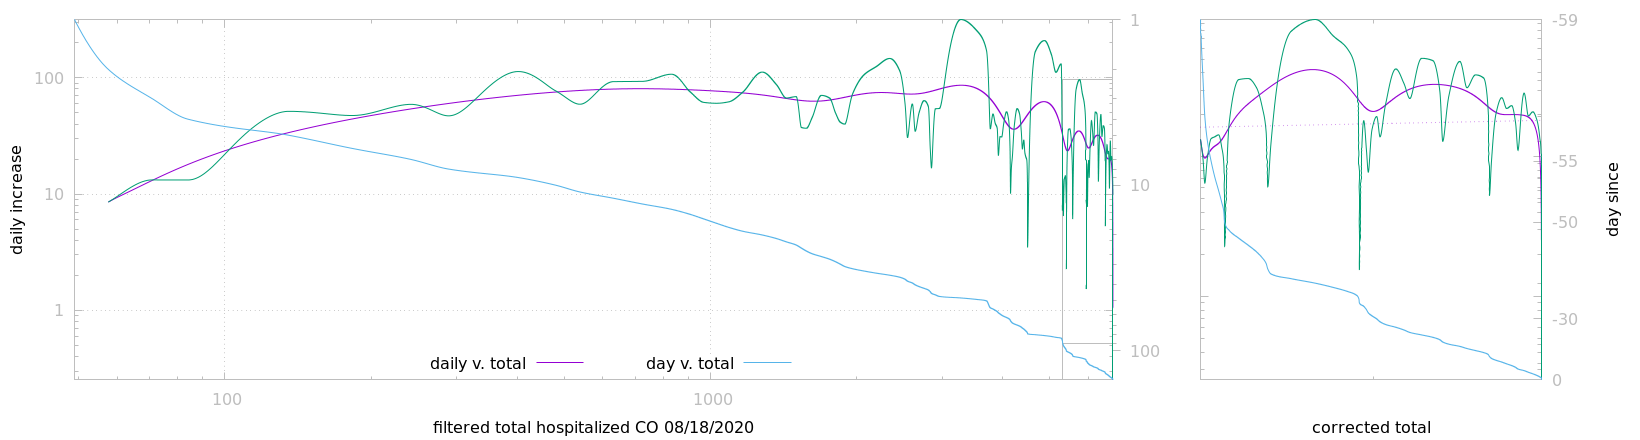 1
-59
100
10
-55
10
-50
1
-30
daily v. total
day v. total
100
0
100
1000
daily increase
day since
filtered total hospitalized CO 08/18/2020
corrected total